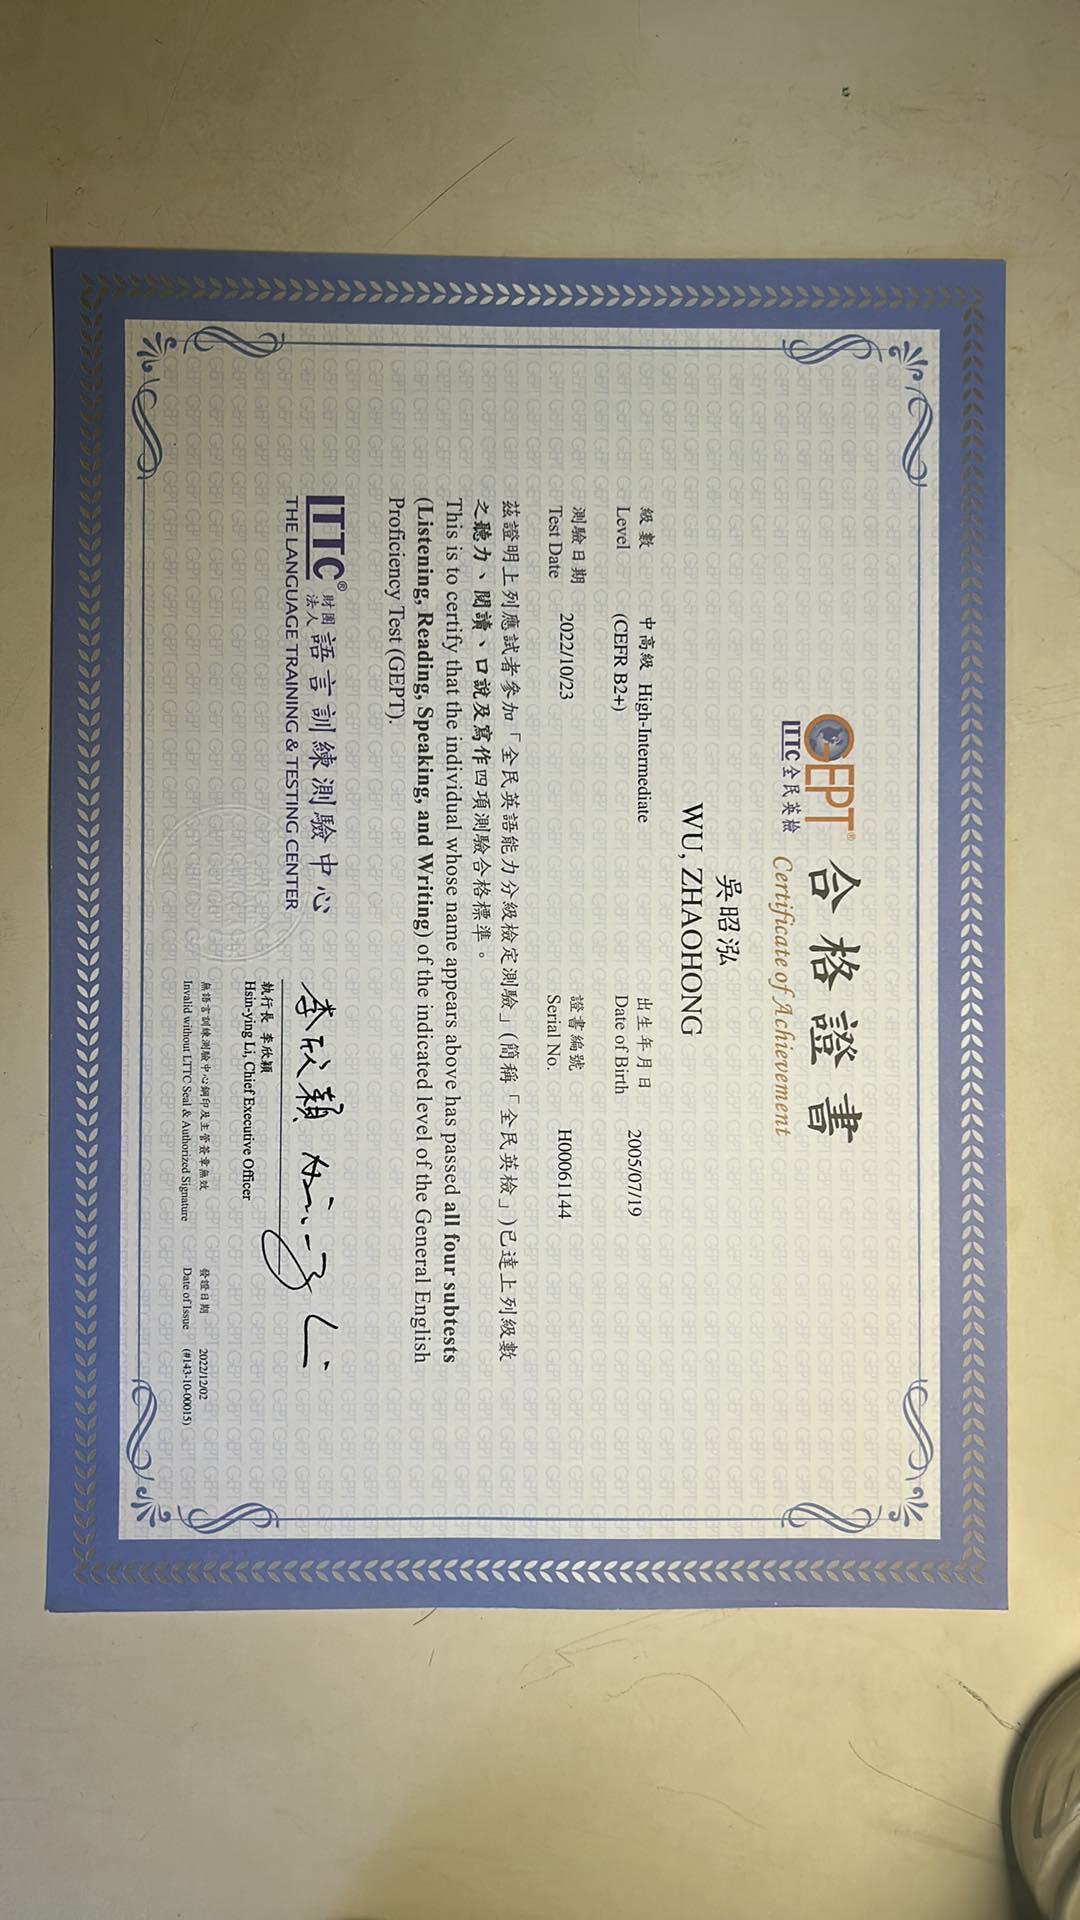 GEPT®
LTTC全民英檢
合格證書
Certificate of Achievement
吳昭泓
WU, ZHAOHONG
級數 中高級 High-Intermediate
Level (CEFR B2+)
出生年月日
Date of Birth 2005/07/19
測驗日期
Test Date 2022/10/23
證書編號
Serial No. H00061144
茲證明上列應試者參加「全民英語能力分級檢定測驗」(簡稱「全民英檢」)已達上列級數
之聽力、閱讀、口說及寫作四項測驗合格標準。
This is to certify that the individual whose name appears above has passed all four subtests
(Listening, Reading, Speaking, and Writing) of the indicated level of the General English
Proficiency Test (GEPT).
LTTC® 財團法人 語言訓練測驗中心
THE LANGUAGE TRAINING & TESTING CENTER
李欣穎
執行長 李欣穎
Hsin-ying Li, Chief Executive Officer
無語言訓練測驗中心鋼印及主管簽章無效
Invalid without LTTC Seal & Authorized Signature
發證日期 2022/12/02
Date of Issue (#143-10-00015)